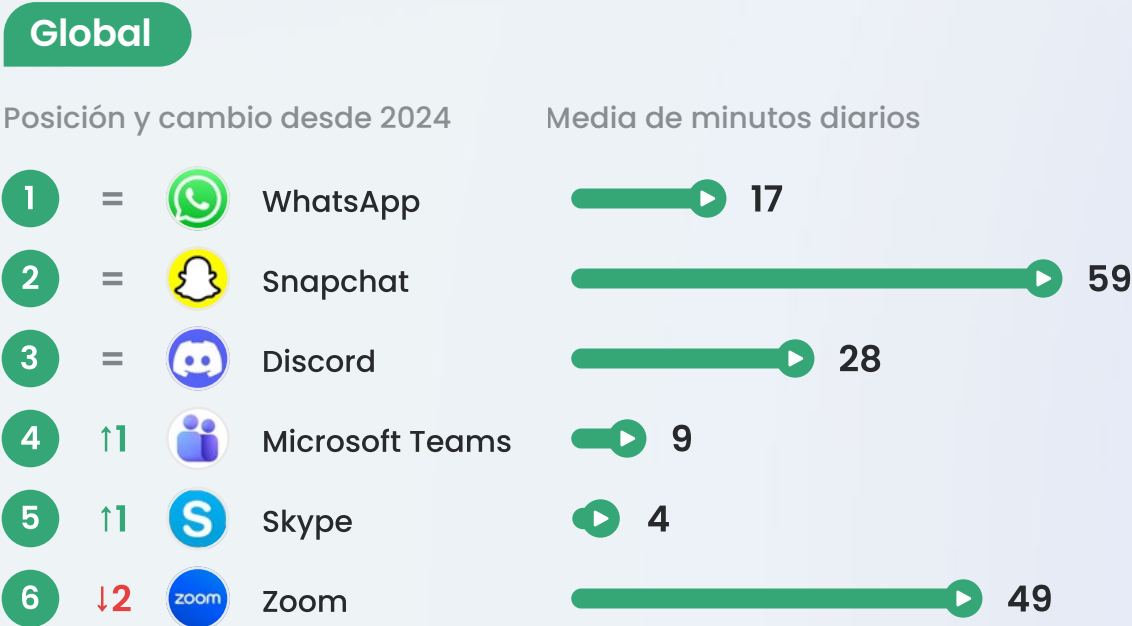 Global
Posición y cambio desde 2024 Media de minutos diarios
1 = WhatsApp 17
2 = Snapchat 59
3 = Discord 28
4 ↑1 Microsoft Teams 9
5 ↑1 S Skype 4
6 ↓2 zoom Zoom 49